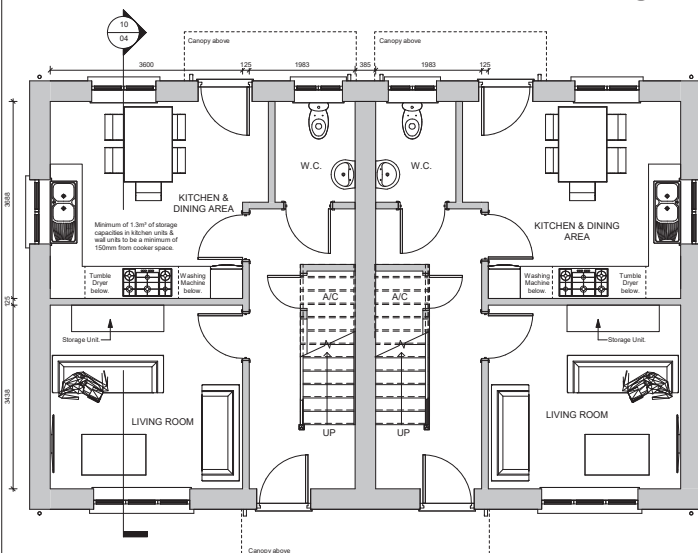 10
04
Canopy above
Canopy above
3600
125
1983
385
1983
125
W.C.
W.C.
KITCHEN &
DINING AREA
KITCHEN & DINING
AREA
3688
Minimum of 1.3m³ of storage
capacities in kitchen units &
wall units to be a minimum of
150mm from cooker space.
Tumble
Dryer
below.
Washing
Machine
below.
A/C
A/C
Washing
Machine
below.
Tumble
Dryer
below.
125
Storage Unit.
Storage Unit.
3438
LIVING ROOM
UP
UP
LIVING ROOM
Canopy above